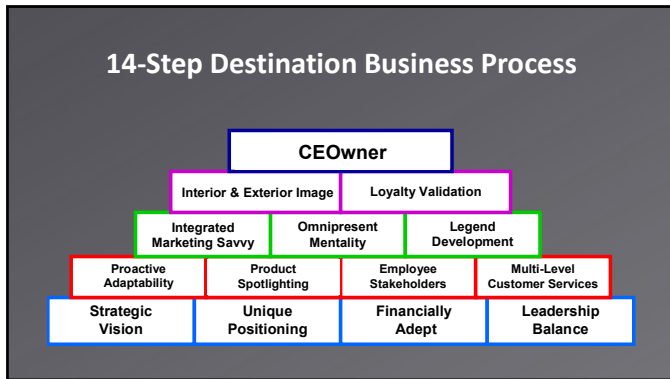 14-Step Destination Business Process
CEOwner
Interior & Exterior Image
Loyalty Validation
Integrated
Marketing Savvy
Omnipresent
Mentality
Legend
Development
Proactive
Adaptability
Product
Spotlighting
Employee
Stakeholders
Multi-Level
Customer Services
Strategic
Vision
Unique
Positioning
Financially
Adept
Leadership
Balance